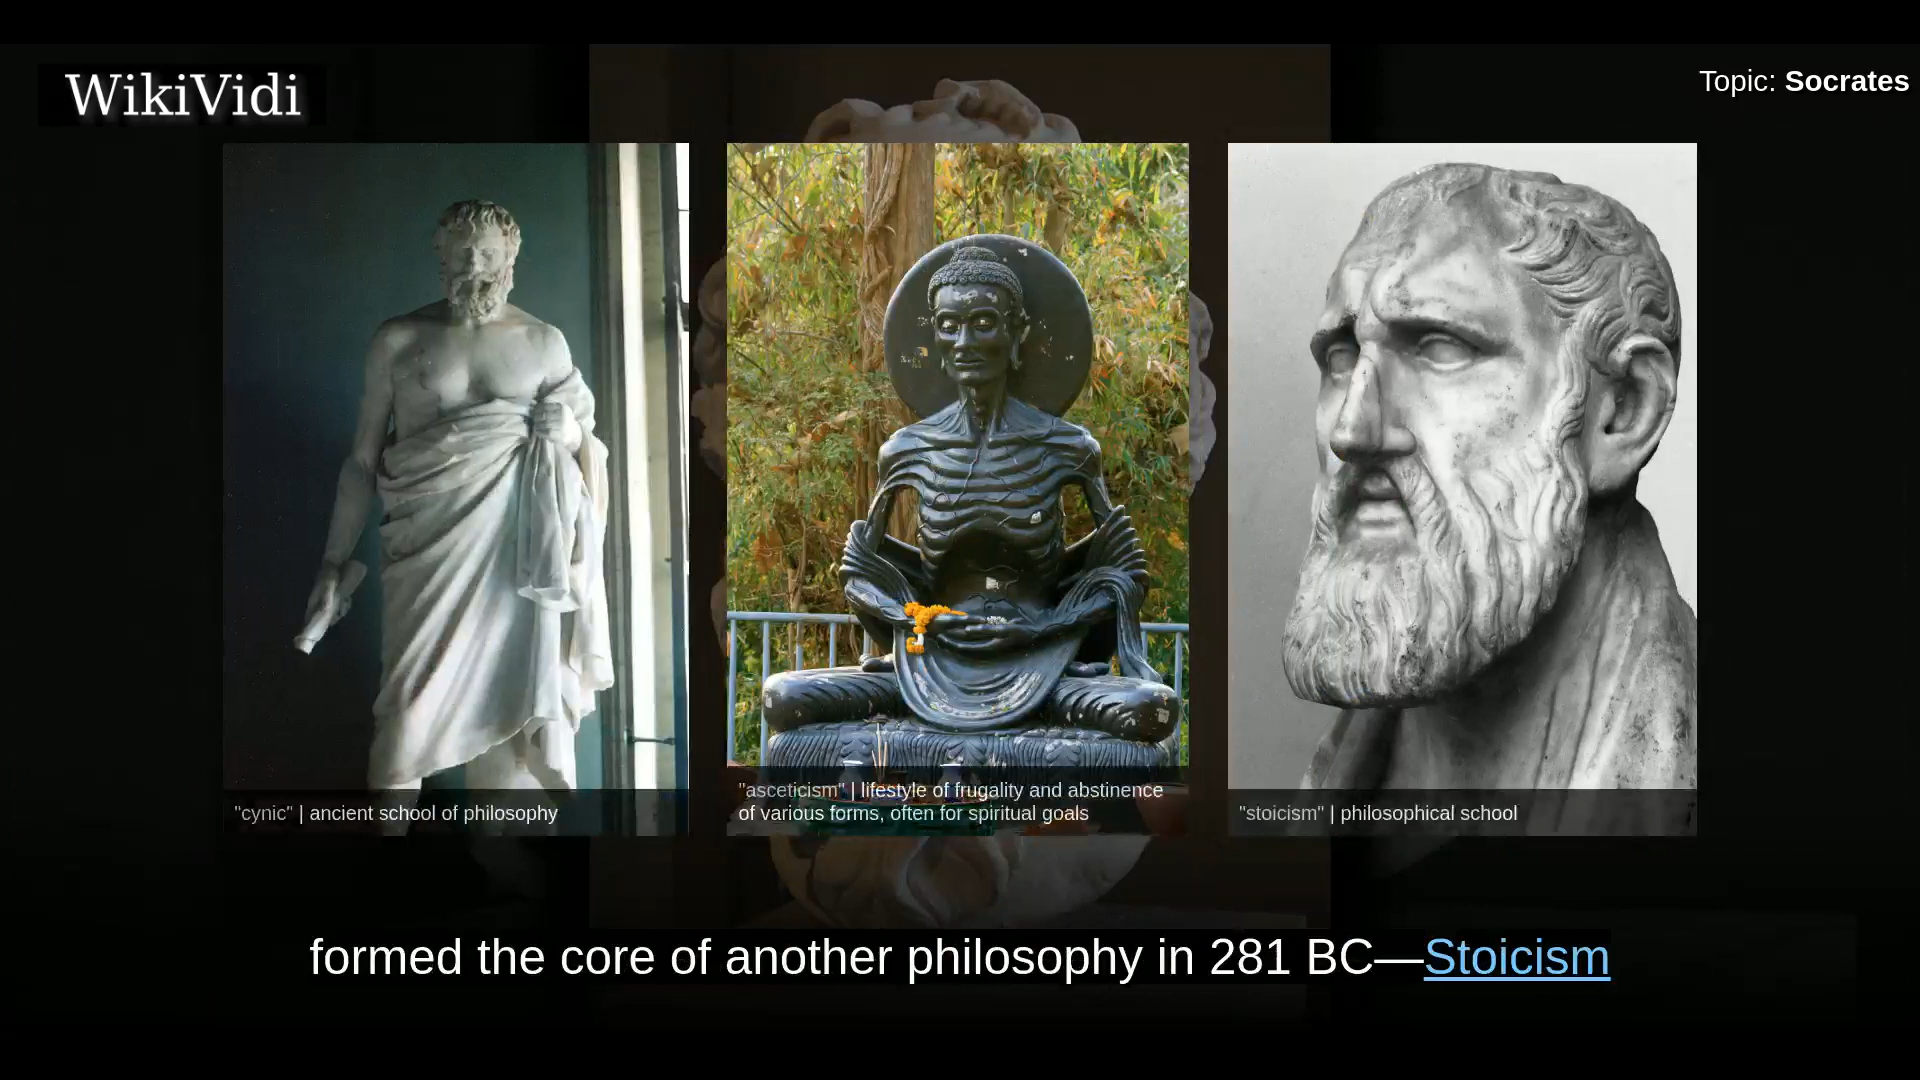 WikiVidi
Topic: Socrates
"cynic" | ancient school of philosophy
"asceticism" | lifestyle of frugality and abstinence
of various forms, often for spiritual goals
"stoicism" | philosophical school
formed the core of another philosophy in 281 BC—Stoicism